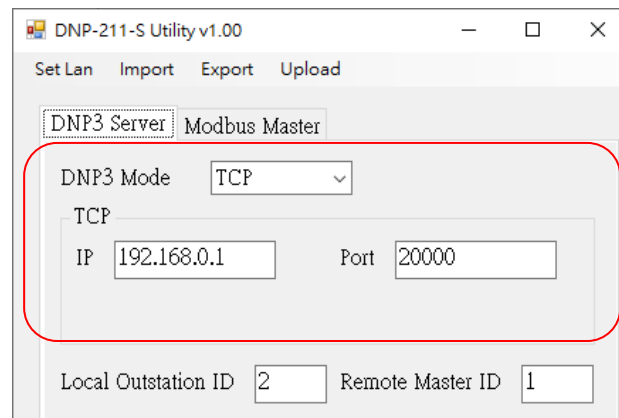 DNP-211-S Utility v1.00
Set Lan Import Export Upload
DNP3 Server Modbus Master
DNP3 Mode TCP
TCP
IP 192.168.0.1 Port 20000
Local Outstation ID 2 Remote Master ID 1